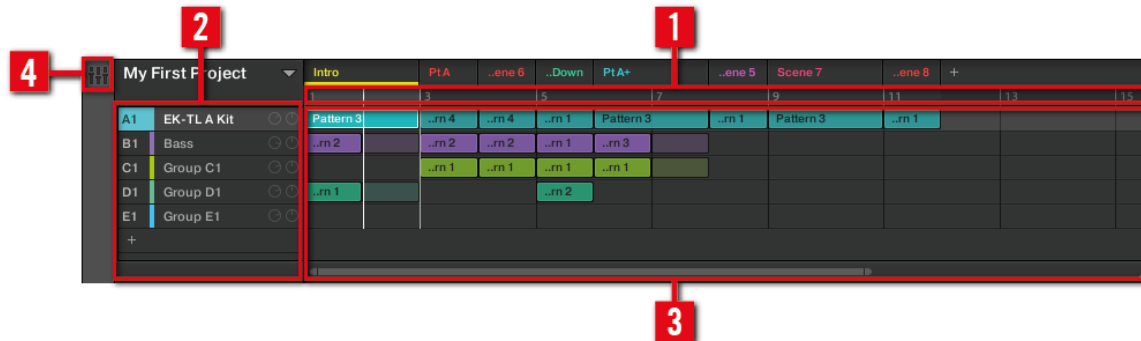 2
1
4
My First Project
Intro PtA ..ene 6 ..Down PtA+ ..ene 5 Scene 7 ..ene 8 +
1 3 5 7 9 11 13 15
A1 EK-TL A Kit Pattern 3 ..rn 4 ..rn 4 ..rn 1 Pattern 3 ..rn 1 Pattern 3 ..rn 1
B1 Bass ..rn 2 ..rn 2 ..rn 2 ..rn 1 ..rn 3
C1 Group C1 ..rn 1 ..rn 1 ..rn 1 ..rn 1
D1 Group D1 ..rn 1 ..rn 2
E1 Group E1
+
3